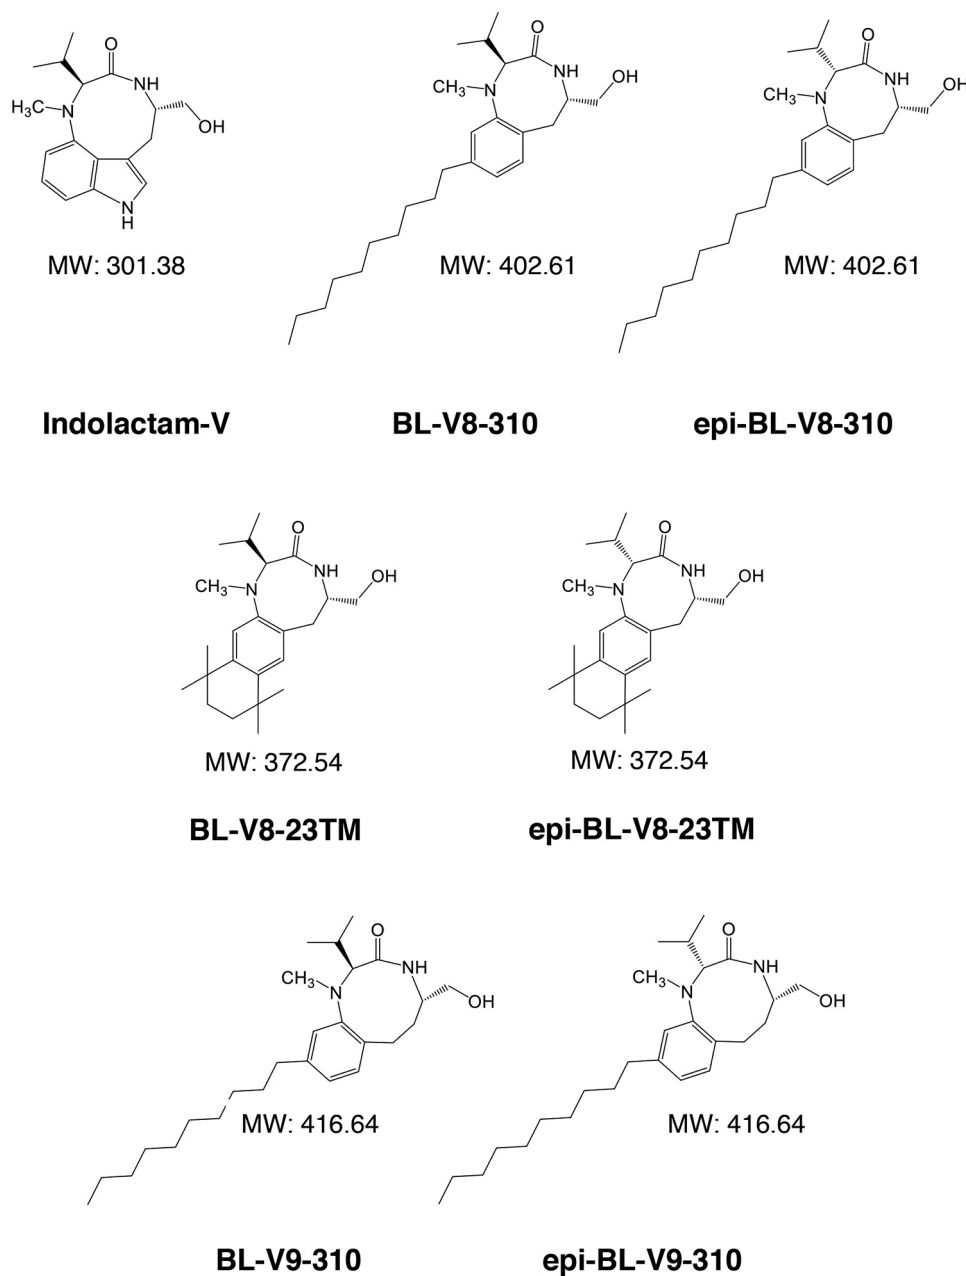 O
NH
H₃C
N
OH
N
H
MW: 301.38
Indolactam-V
O
NH
OH
CH₃
N
MW: 402.61
BL-V8-310
O
NH
OH
CH₃
N
MW: 402.61
epi-BL-V8-310
O
NH
OH
CH₃
N
MW: 372.54
BL-V8-23TM
O
NH
OH
CH₃
N
MW: 372.54
epi-BL-V8-23TM
O
NH
CH₃
N
OH
MW: 416.64
BL-V9-310
O
NH
CH₃
N
OH
MW: 416.64
epi-BL-V9-310